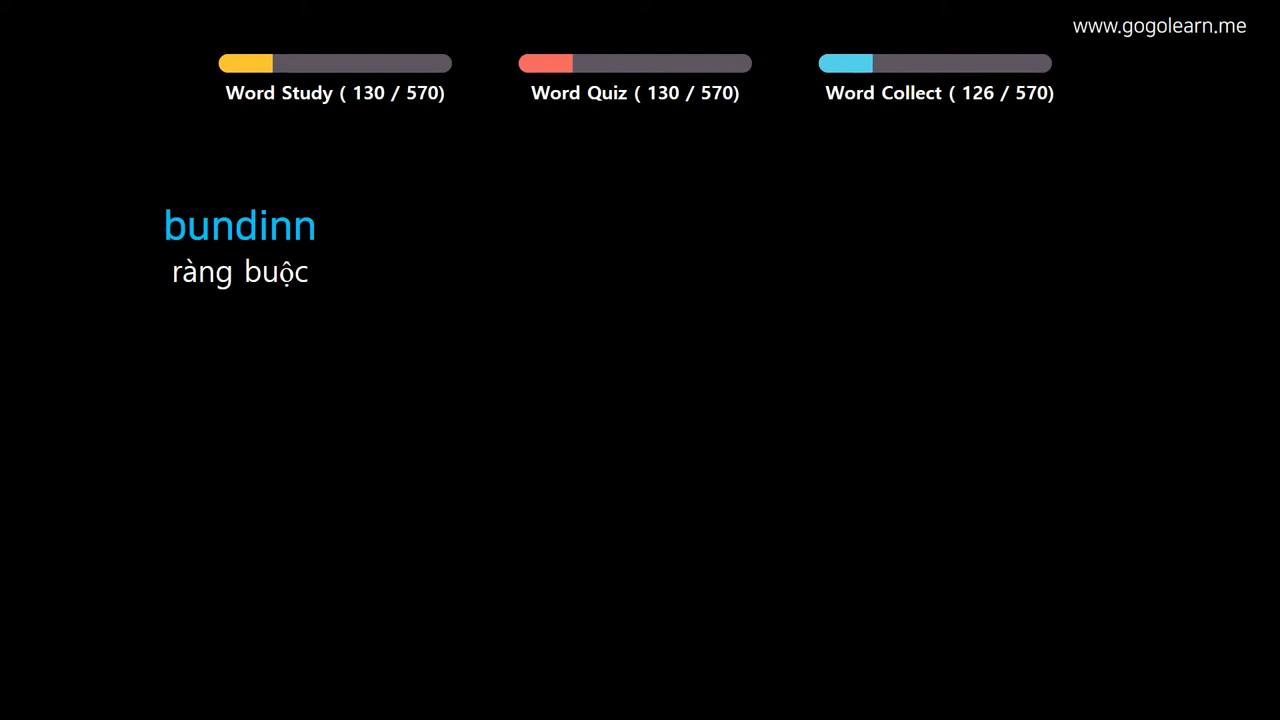 www.gogolearn.me
Word Study ( 130 / 570)
Word Quiz ( 130 / 570)
Word Collect ( 126 / 570)
bundinn
ràng buộc